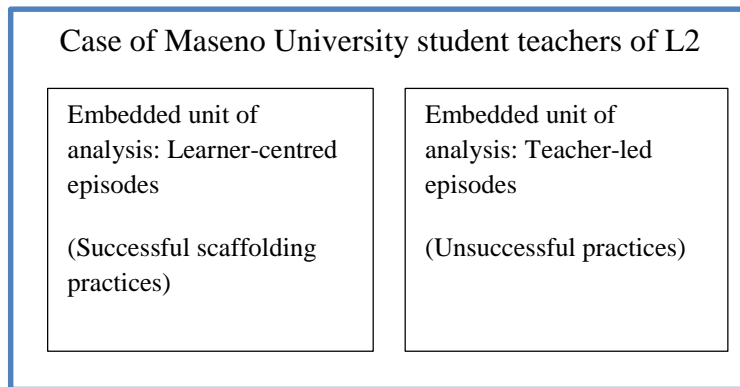 Case of Maseno University student teachers of L2
Embedded unit of
analysis: Learner-centred
episodes
(Successful scaffolding
practices)
Embedded unit of
analysis: Teacher-led
episodes
(Unsuccessful practices)